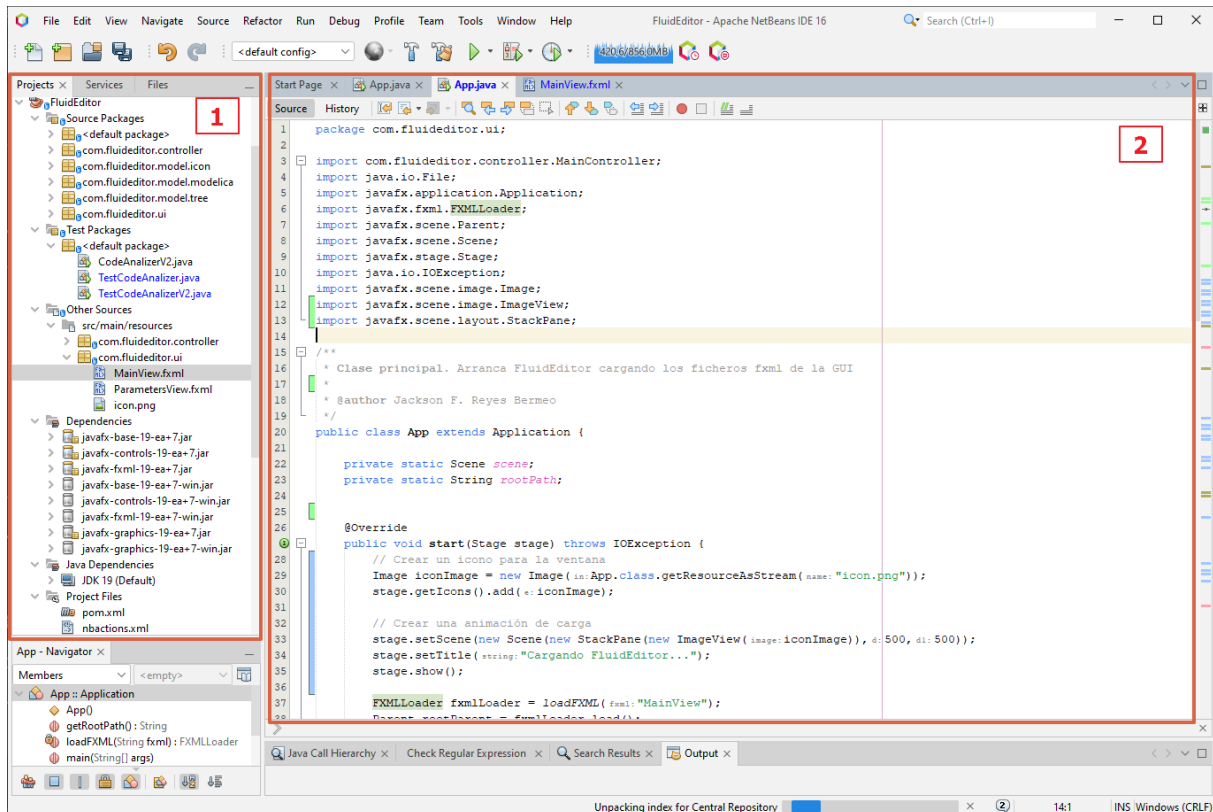 File Edit View Navigate Source Refactor Run Debug Profile Team Tools Window Help FluidEditor - Apache NetBeans IDE 16 Search (Ctrl+I)
<default config> 420,6/856,0MB
Projects Services Files
FluidEditor
Source Packages
<default package>
com.fluideditor.controller
com.fluideditor.model.icon
com.fluideditor.model.modelica
com.fluideditor.model.tree
com.fluideditor.ui
Test Packages
<default package>
CodeAnalizerV2.java
TestCodeAnalizer.java
TestCodeAnalizerV2.java
Other Sources
src/main/resources
com.fluideditor.controller
com.fluideditor.ui
MainView.fxml
ParametersView.fxml
icon.png
Dependencies
javafx-base-19-ea+7.jar
javafx-controls-19-ea+7.jar
javafx-fxml-19-ea+7.jar
javafx-base-19-ea+7-win.jar
javafx-controls-19-ea+7-win.jar
javafx-fxml-19-ea+7-win.jar
javafx-graphics-19-ea+7.jar
javafx-graphics-19-ea+7-win.jar
Java Dependencies
JDK 19 (Default)
Project Files
pom.xml
nbactions.xml
1
App - Navigator
Members <empty>
App :: Application
App()
getRootPath() : String
loadFXML(String fxml) : FXMLLoader
main(String[] args)
Start Page App.java App.java MainView.fxml
Source History
2
1 package com.fluideditor.ui;
2
3 import com.fluideditor.controller.MainController;
4 import java.io.File;
5 import javafx.application.Application;
6 import javafx.fxml.FXMLLoader;
7 import javafx.scene.Parent;
8 import javafx.scene.Scene;
9 import javafx.stage.Stage;
10 import java.io.IOException;
11 import javafx.scene.image.Image;
12 import javafx.scene.image.ImageView;
13 import javafx.scene.layout.StackPane;
14
15 /**
16 * Clase principal. Arranca FluidEditor cargando los ficheros fxml de la GUI
17 *
18 * @author Jackson F. Reyes Bermeo
19 */
20 public class App extends Application {
21
22 private static Scene scene;
23 private static String rootPath;
24
25
26 @Override
public void start(Stage stage) throws IOException {
28 // Crear un icono para la ventana
29 Image iconImage = new Image(in:App.class.getResourceAsStream(name:"icon.png"));
30 stage.getIcons().add(e:iconImage);
31
32 // Crear una animación de carga
33 stage.setScene(new Scene(new StackPane(new ImageView(image:iconImage)), d:500, d1:500));
34 stage.setTitle(string:"Cargando FluidEditor...");
35 stage.show();
36
37 FXMLLoader fxmlLoader = loadFXML(fxml:"MainView");
38 Parent rootParent = fxmlLoader.load();
Java Call Hierarchy Check Regular Expression Search Results Output
Unpacking index for Central Repository 2 14:1 INS Windows (CRLF)